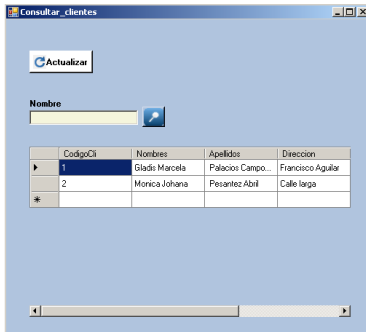 Consultar_clientes
Actualizar
Nombre
CodigoCli Nombres Apellidos Direccion
1 Gladis Marcela Palacios Campo... Francisco Aguilar
2 Monica Johana Pesantez Abril Calle larga